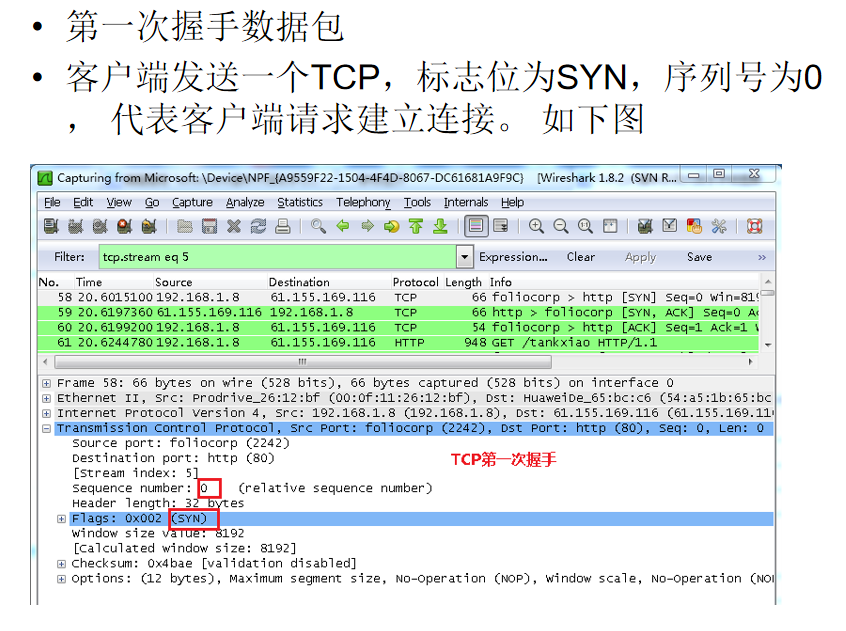 • 第一次握手数据包
• 客户端发送一个TCP，标志位为SYN，序列号为0
， 代表客户端请求建立连接。 如下图
Capturing from Microsoft: \Device\NPF_{A9559F22-1504-4F4D-8067-DC61681A9F9C} [Wireshark 1.8.2 (SVN R...
File Edit View Go Capture Analyze Statistics Telephony Tools Internals Help
Filter: tcp.stream eq 5 Expression... Clear Apply Save »
No. Time Source Destination Protocol Length Info
58 20.6015100 192.168.1.8 61.155.169.116 TCP 66 foliocorp > http [SYN] Seq=0 Win=819
59 20.6197360 61.155.169.116 192.168.1.8 TCP 66 http > foliocorp [SYN, ACK] Seq=0 Ac
60 20.6199200 192.168.1.8 61.155.169.116 TCP 54 foliocorp > http [ACK] Seq=1 Ack=1 W
61 20.6244780 192.168.1.8 61.155.169.116 HTTP 948 GET /tankxiao HTTP/1.1
Frame 58: 66 bytes on wire (528 bits), 66 bytes captured (528 bits) on interface 0
Ethernet II, Src: Prodrive_26:12:bf (00:0f:11:26:12:bf), Dst: HuaweiDe_65:bc:c6 (54:a5:1b:65:bc
Internet Protocol Version 4, Src: 192.168.1.8 (192.168.1.8), Dst: 61.155.169.116 (61.155.169.11
Transmission Control Protocol, Src Port: foliocorp (2242), Dst Port: http (80), Seq: 0, Len: 0
Source port: foliocorp (2242)
Destination port: http (80)
TCP第一次握手
[Stream index: 5]
Sequence number: 0 (relative sequence number)
Header length: 32 bytes
Flags: 0x002 (SYN)
Window size value: 8192
[Calculated window size: 8192]
Checksum: 0x4bae [validation disabled]
Options: (12 bytes), Maximum segment size, No-Operation (NOP), Window scale, No-Operation (NO